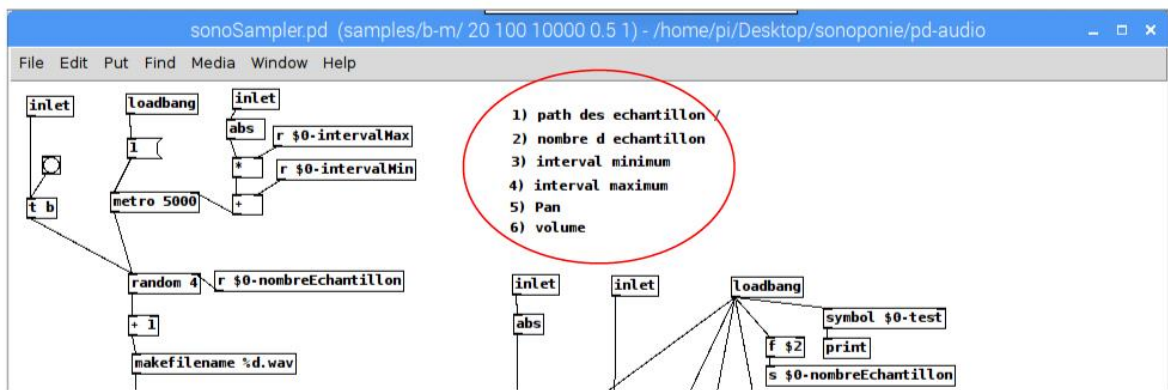 sonoSampler.pd (samples/b-m/ 20 100 10000 0.5 1) - /home/pi/Desktop/sonoponie/pd-audio
File Edit Put Find Media Window Help
inlet
loadbang
inlet
1
abs
r $0-intervalMax
*
r $0-intervalMin
t b
metro 5000
+
1) path des echantillon /
2) nombre d echantillon
3) interval minimum
4) interval maximum
5) Pan
6) volume
random 4
r $0-nombreEchantillon
+ 1
makefilename %d.wav
inlet
inlet
loadbang
abs
symbol $0-test
f $2
print
s $0-nombreEchantillon